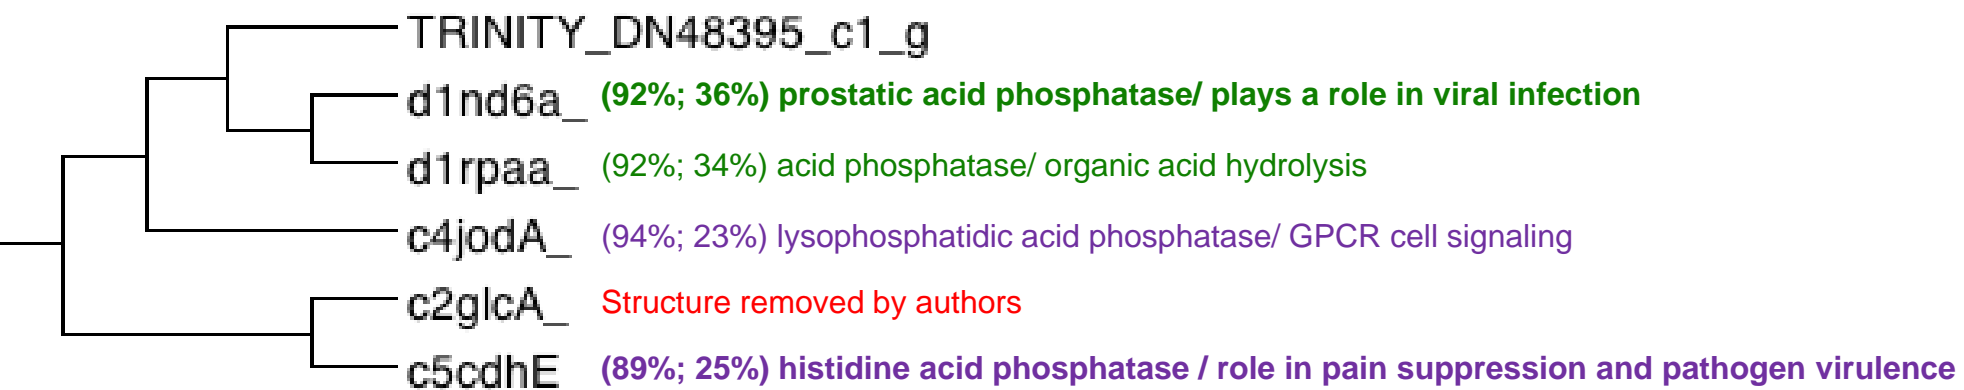 TRINITY_DN48395_c1_g
d1nd6a_ (92%; 36%) prostatic acid phosphatase/ plays a role in viral infection
d1rpaa_ (92%; 34%) acid phosphatase/ organic acid hydrolysis
c4jodA_ (94%; 23%) lysophosphatidic acid phosphatase/ GPCR cell signaling
c2glcA_ Structure removed by authors
c5cdhE (89%; 25%) histidine acid phosphatase / role in pain suppression and pathogen virulence